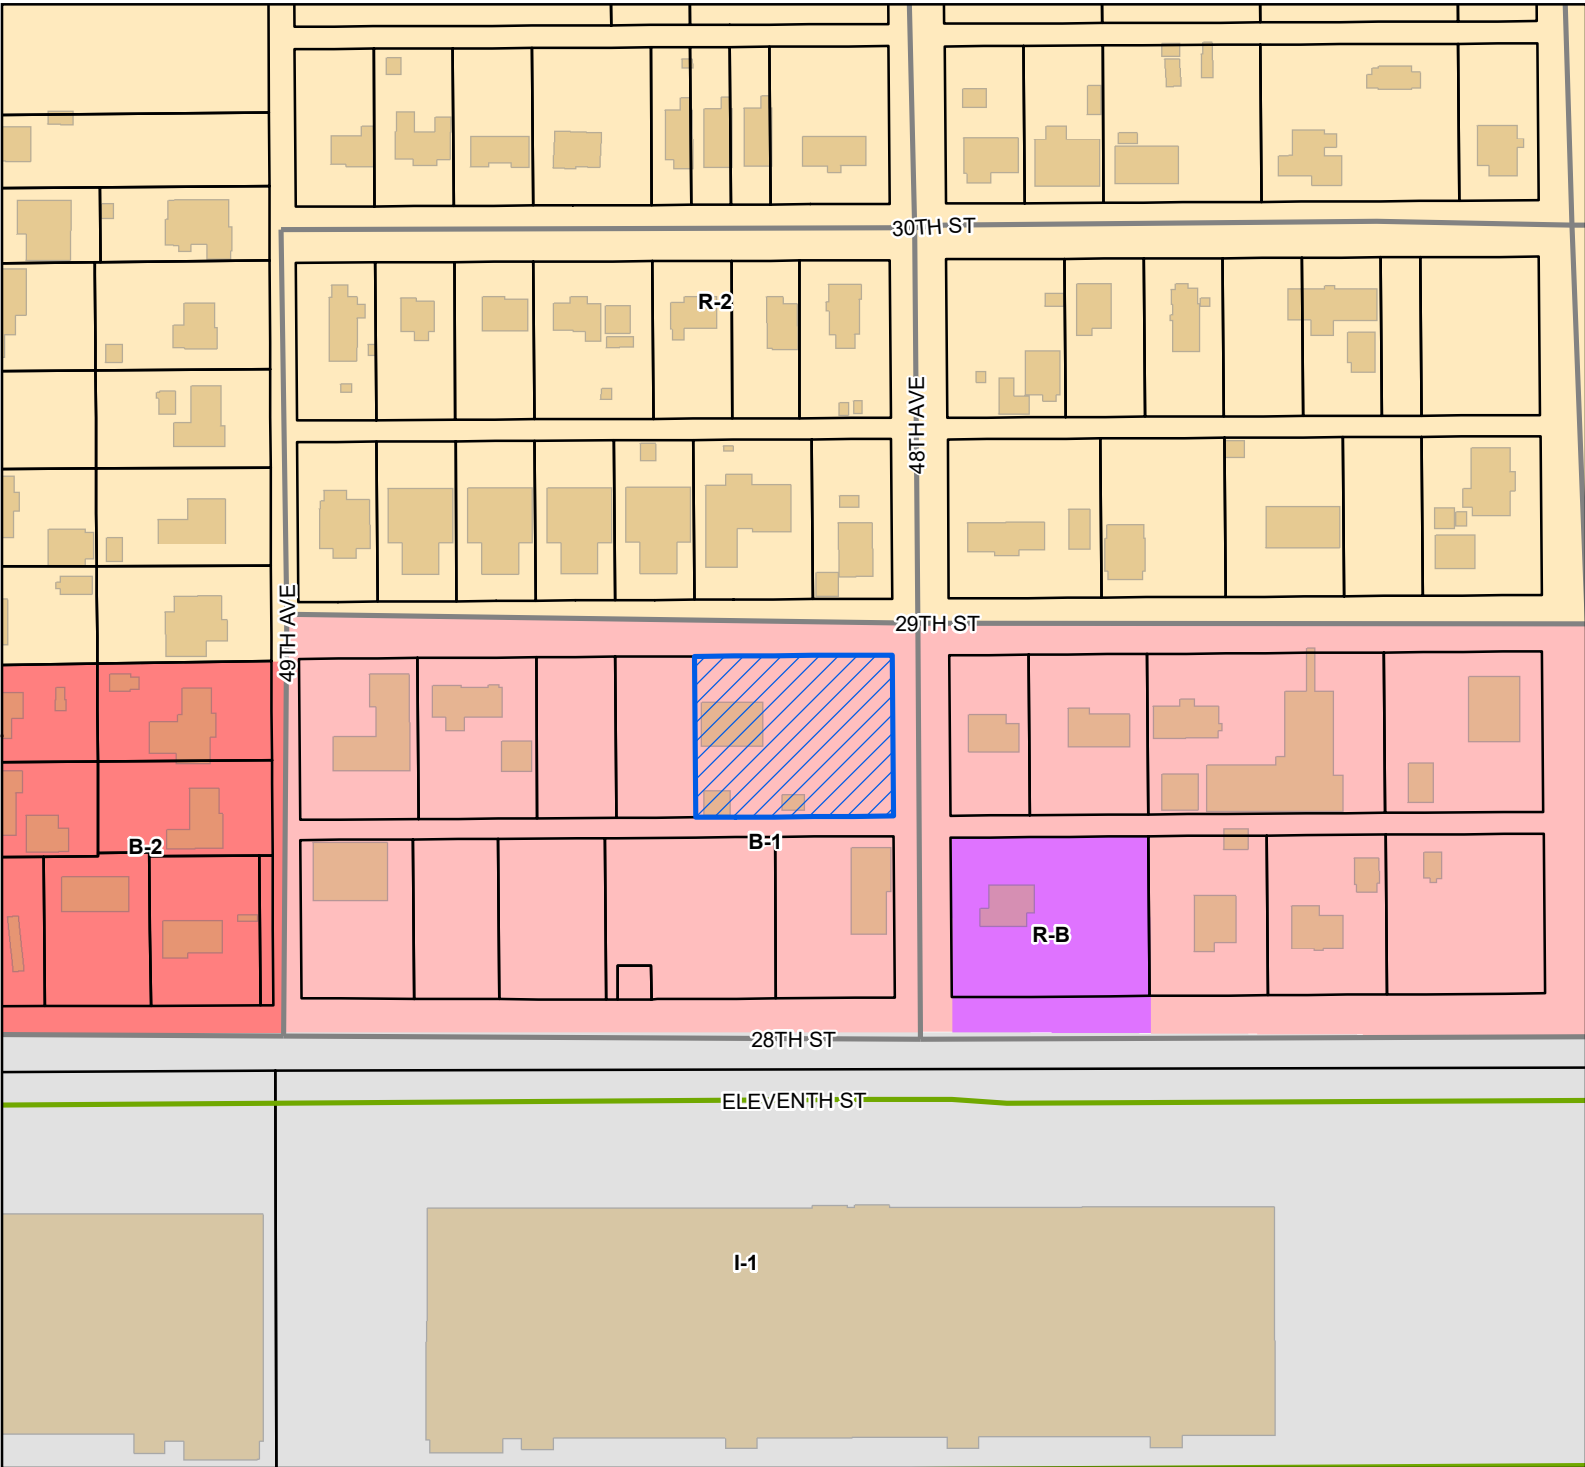 30TH ST
R-2
48TH AVE
49TH AVE
29TH ST
B-2
B-1
R-B
28TH ST
ELEVENTH ST
I-1